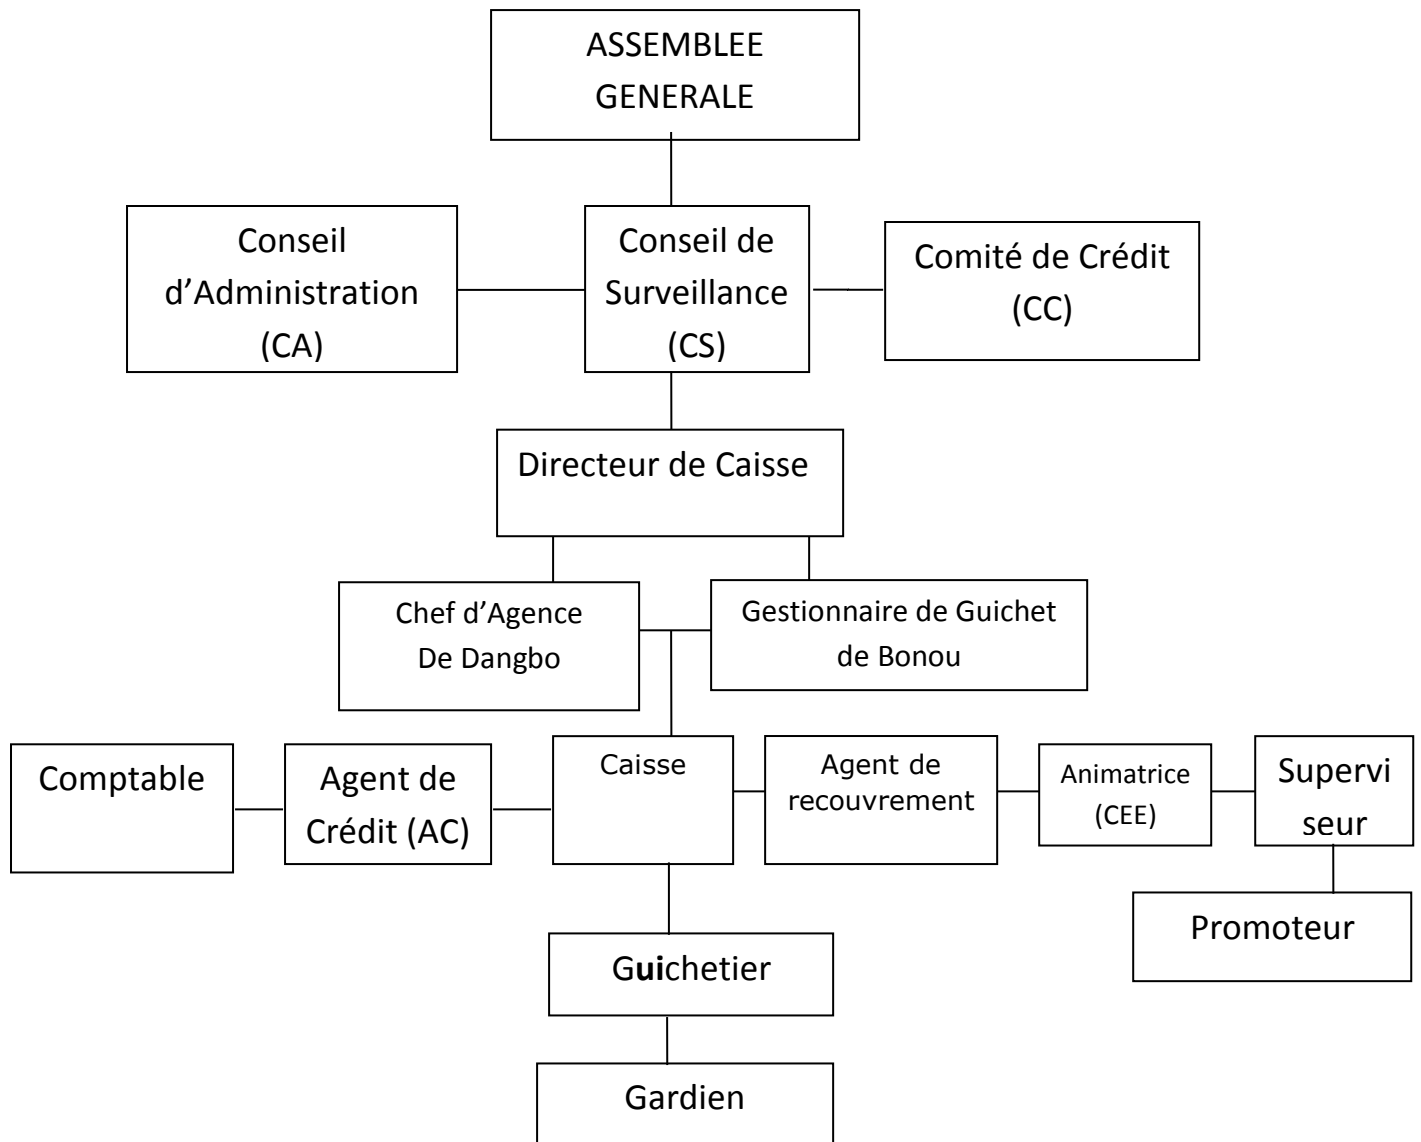 ASSEMBLEE
GENERALE
Conseil
d’Administration
(CA)
Conseil de
Surveillance
(CS)
Comité de Crédit
(CC)
Directeur de Caisse
Chef d’Agence
De Dangbo
Gestionnaire de Guichet
de Bonou
Comptable
Agent de
Crédit (AC)
Caisse
Agent de
recouvrement
Animatrice
(CEE)
Supervi
seur
Promoteur
Guichetier
Gardien